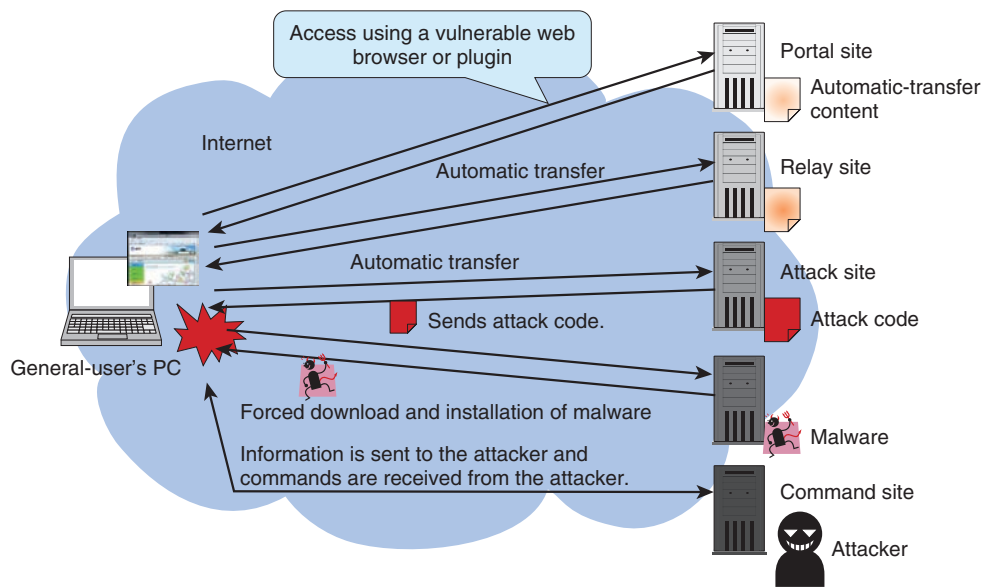 Access using a vulnerable web
browser or plugin
Portal site
Automatic-transfer
content
Internet
Automatic transfer
Relay site
Automatic transfer
Attack site
Sends attack code.
Attack code
General-user's PC
Forced download and installation of malware
Malware
Information is sent to the attacker and
commands are received from the attacker.
Command site
Attacker